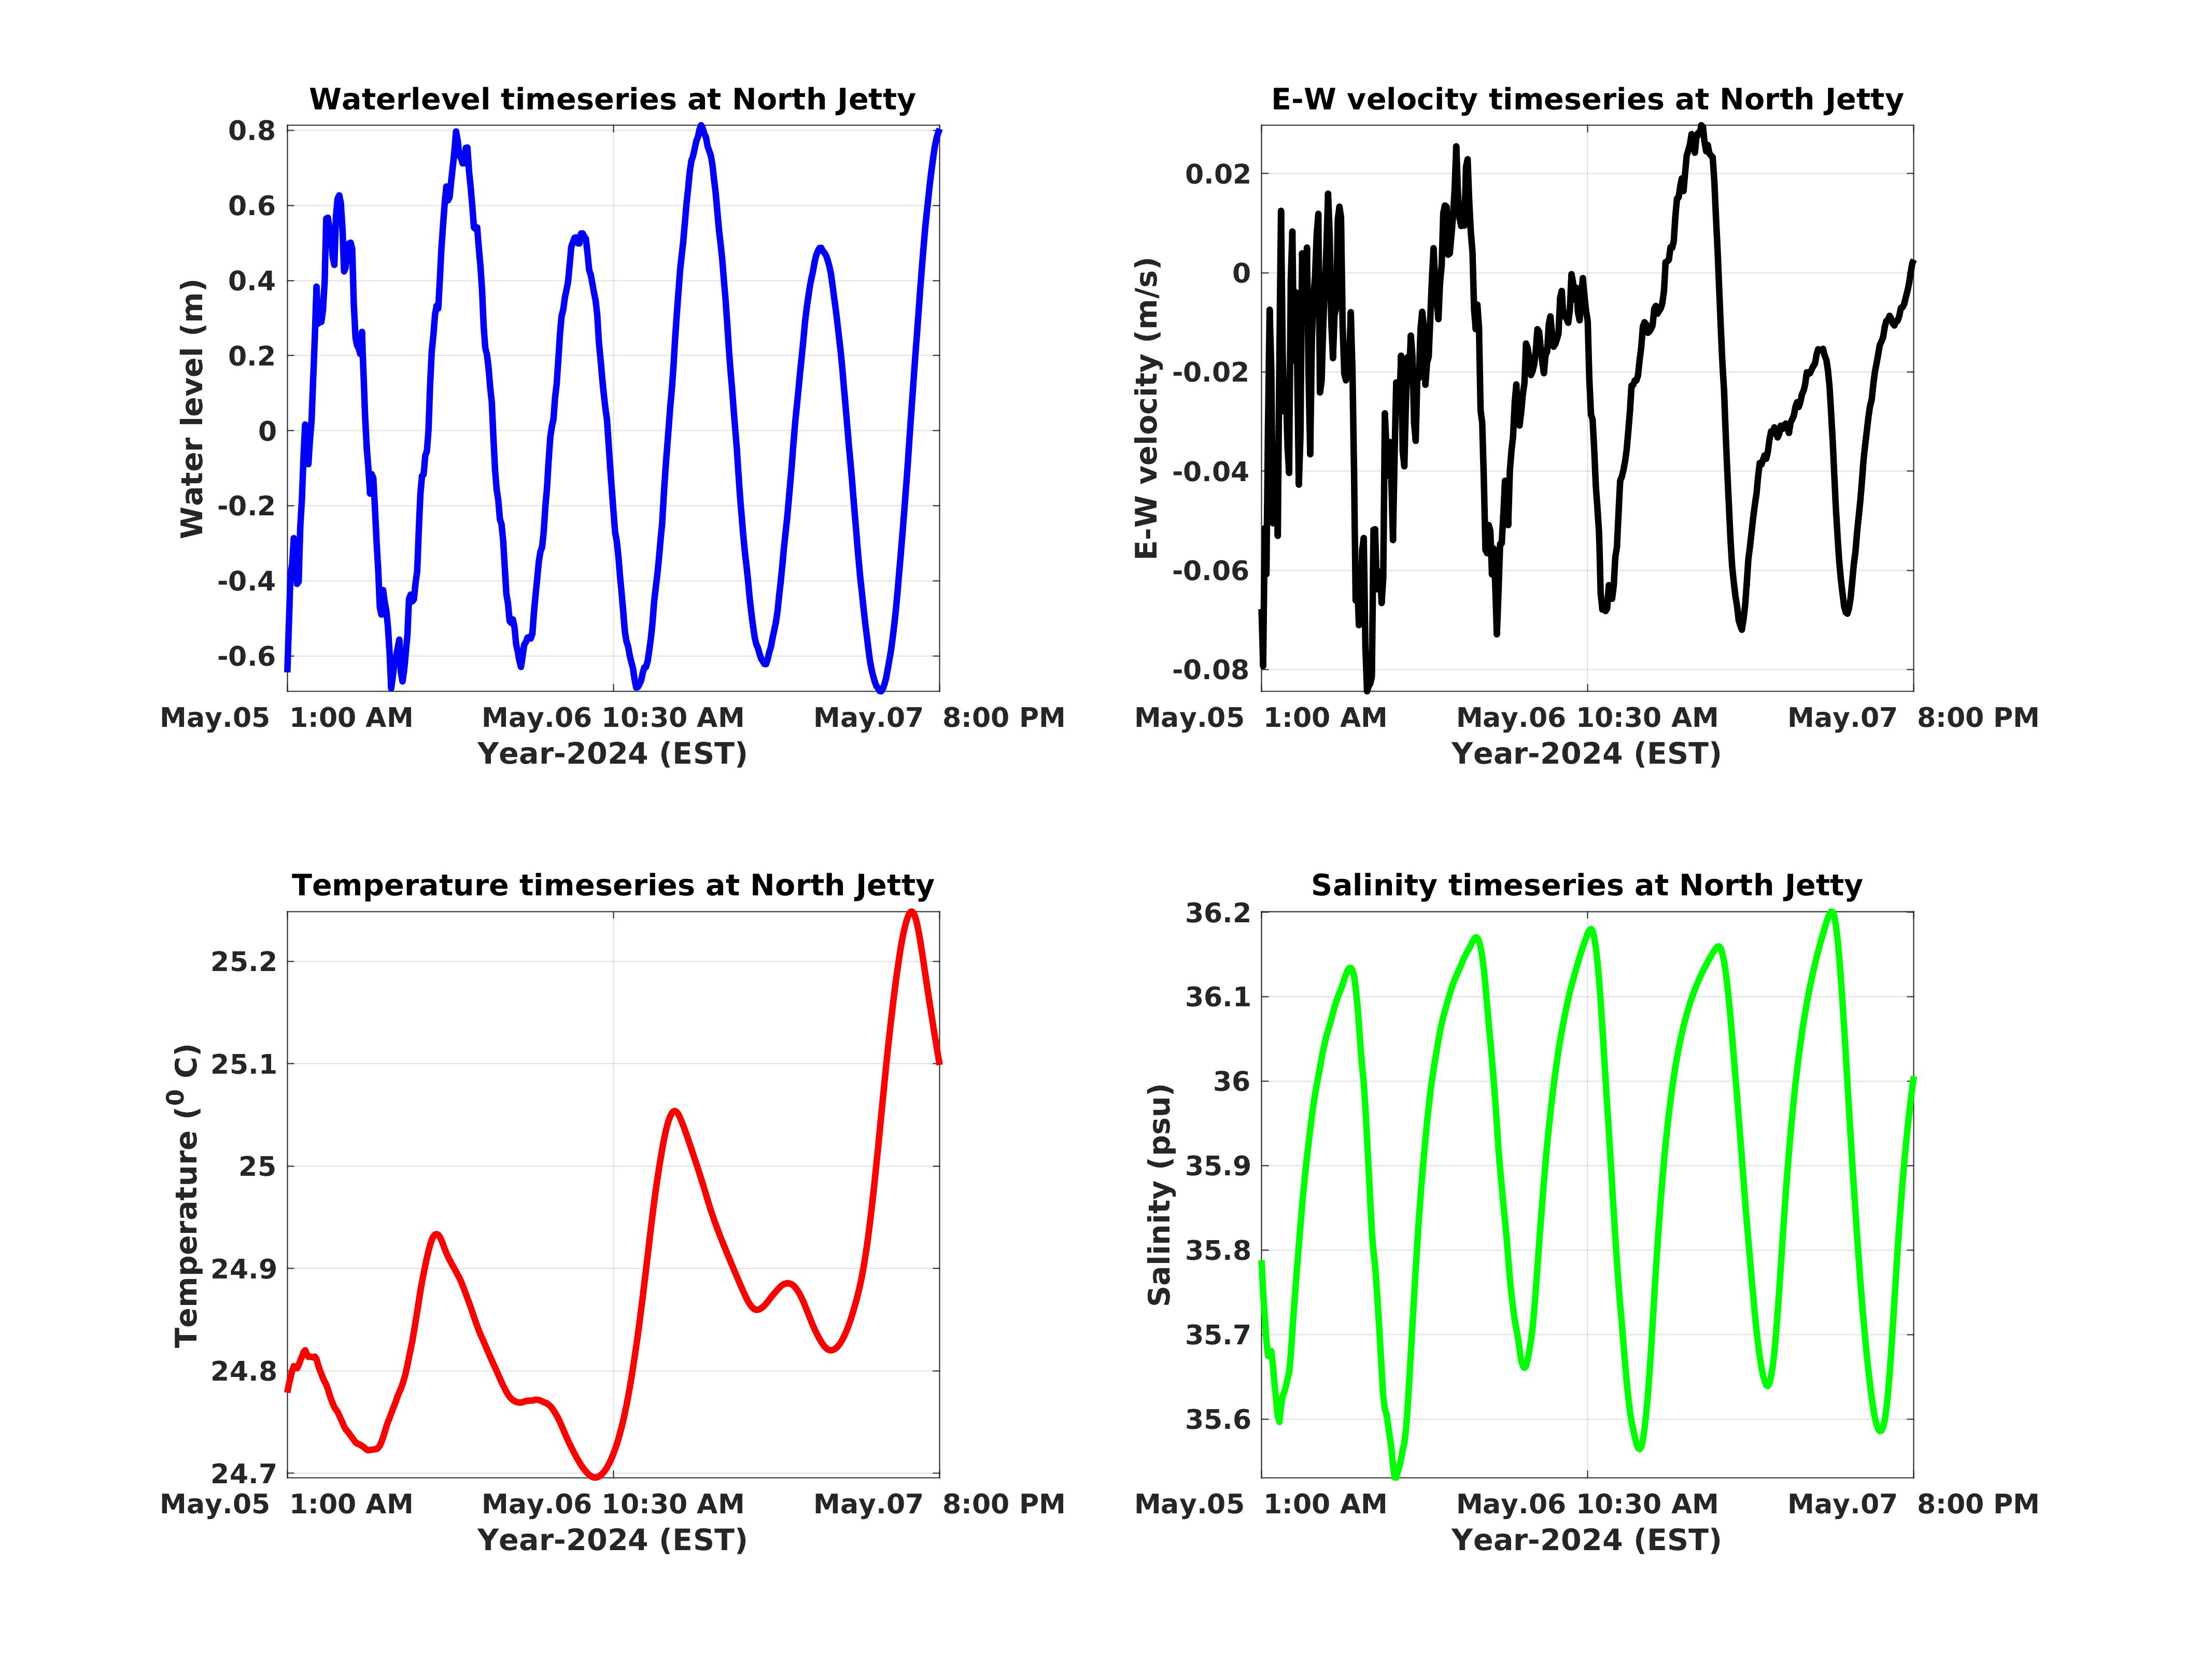 Waterlevel timeseries at North Jetty
0.8
0.6
0.4
0.2
0
-0.2
-0.4
-0.6
Water level (m)
May.05 1:00 AM May.06 10:30 AM May.07 8:00 PM
Year-2024 (EST)
E-W velocity timeseries at North Jetty
0.02
0
-0.02
-0.04
-0.06
-0.08
E-W velocity (m/s)
May.05 1:00 AM May.06 10:30 AM May.07 8:00 PM
Year-2024 (EST)
Temperature timeseries at North Jetty
25.2
25.1
25
24.9
24.8
24.7
Temperature (⁰ C)
May.05 1:00 AM May.06 10:30 AM May.07 8:00 PM
Year-2024 (EST)
Salinity timeseries at North Jetty
36.2
36.1
36
35.9
35.8
35.7
35.6
Salinity (psu)
May.05 1:00 AM May.06 10:30 AM May.07 8:00 PM
Year-2024 (EST)